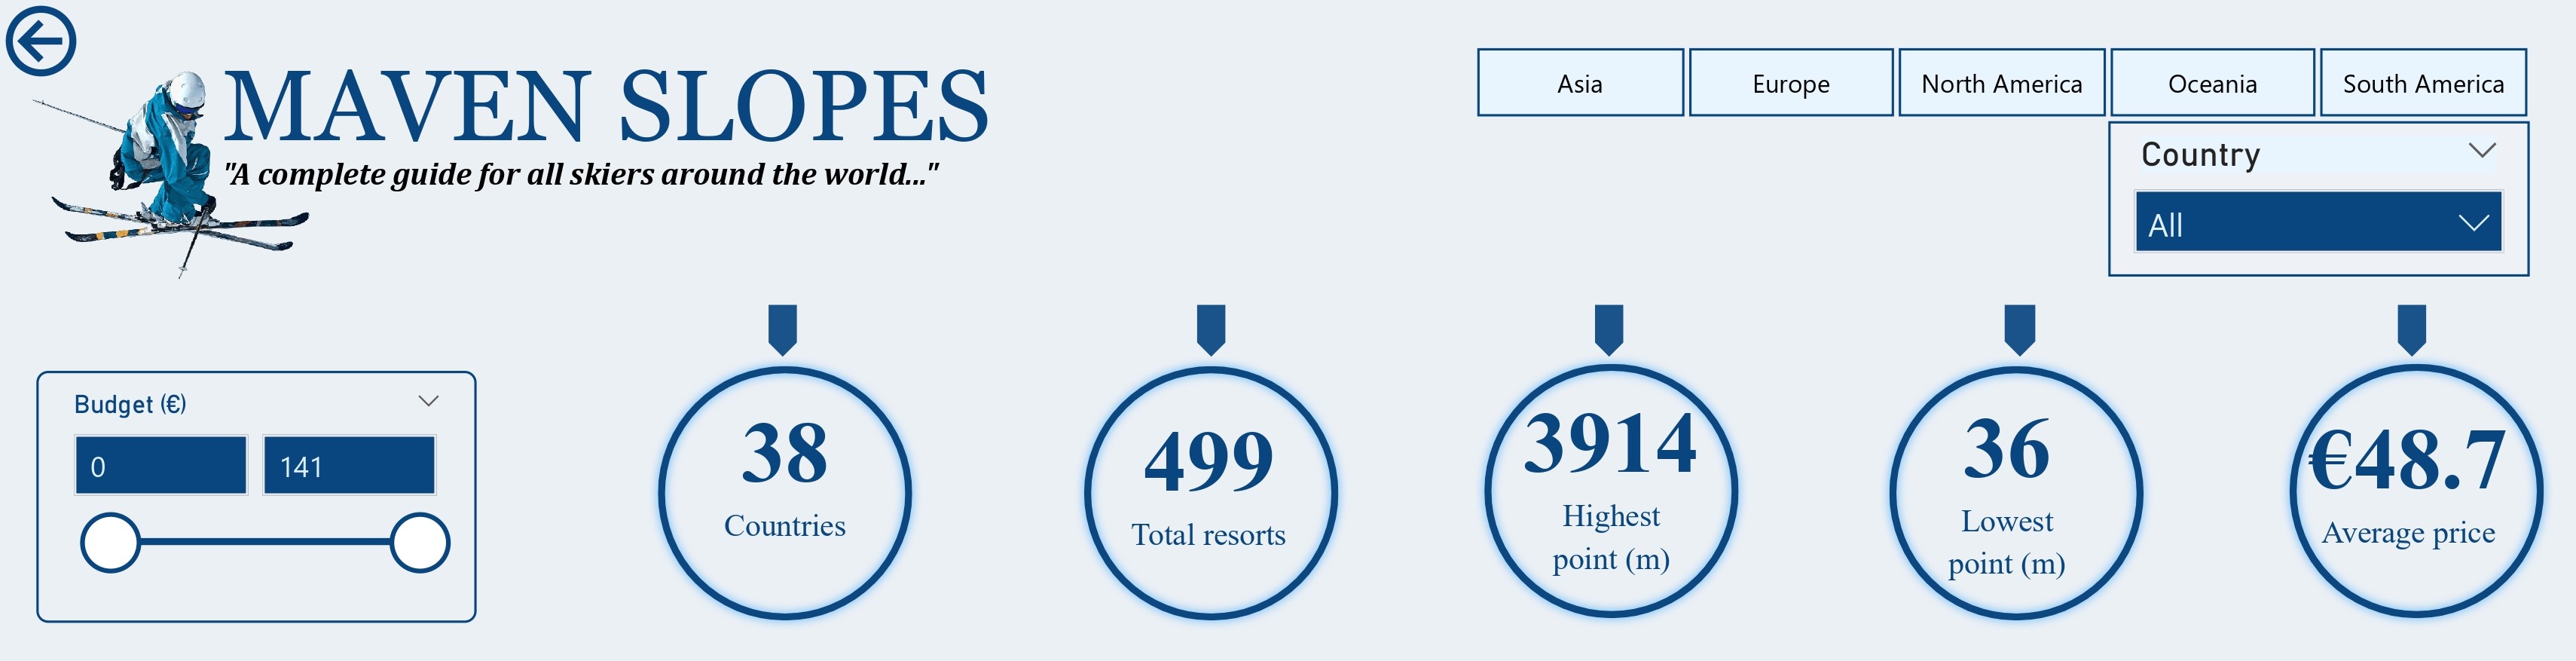 MAVEN SLOPES
"A complete guide for all skiers around the world..."
Asia
Europe
North America
Oceania
South America
Country
All
Budget (€)
0
141
38
Countries
499
Total resorts
3914
Highest
point (m)
36
Lowest
point (m)
€48.7
Average price